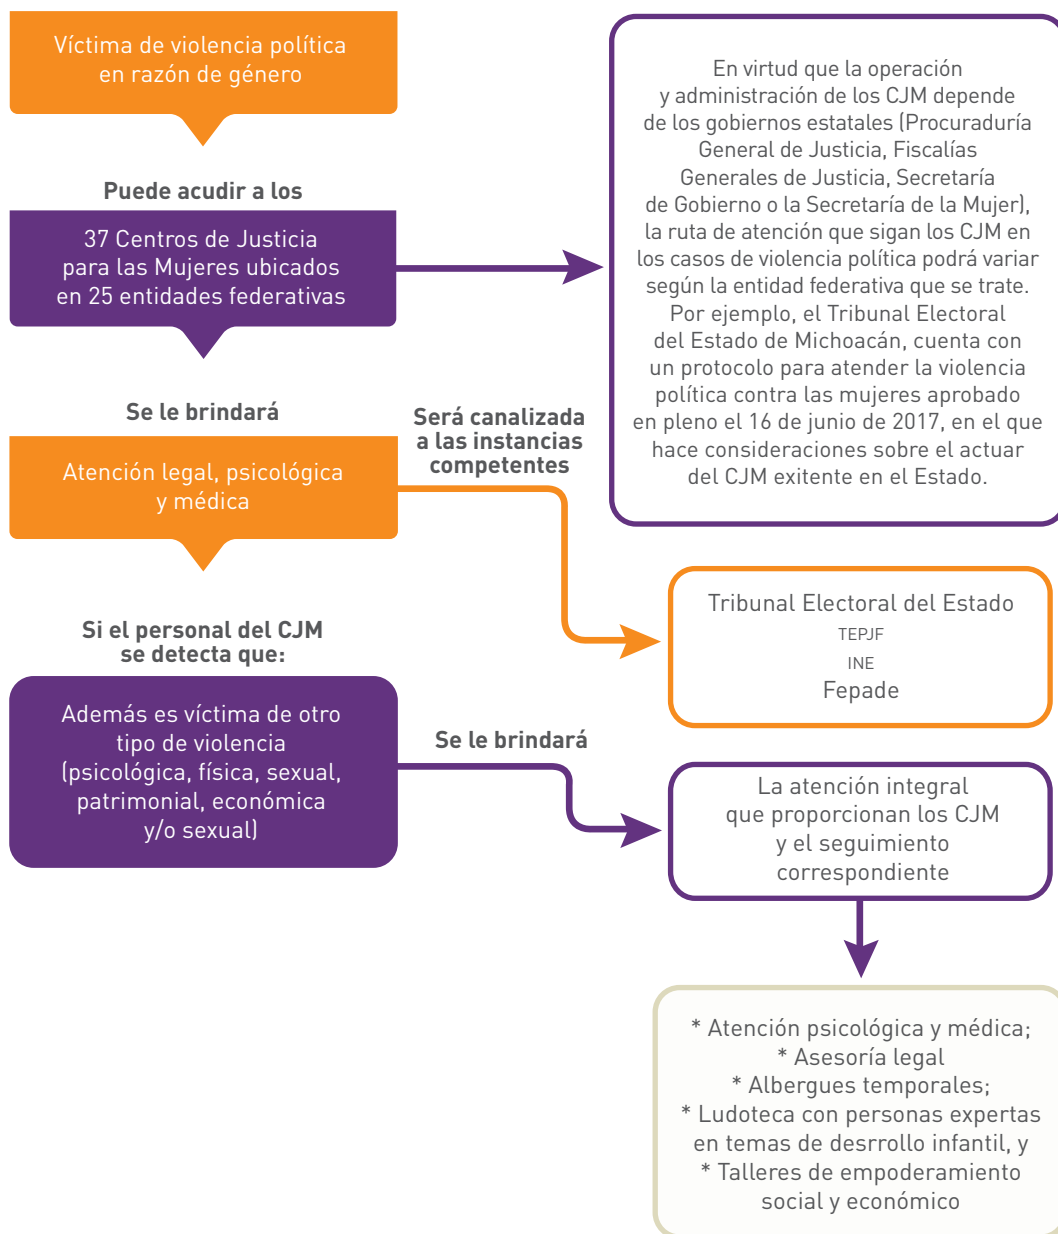 Víctima de violencia política
en razón de género
Puede acudir a los
37 Centros de Justicia
para las Mujeres ubicados
en 25 entidades federativas
En virtud que la operación
y administración de los CJM depende
de los gobiernos estatales (Procuraduría
General de Justicia, Fiscalías
Generales de Justicia, Secretaría
de Gobierno o la Secretaría de la Mujer),
la ruta de atención que sigan los CJM en
los casos de violencia política podrá variar
según la entidad federativa que se trate.
Por ejemplo, el Tribunal Electoral
del Estado de Michoacán, cuenta con
un protocolo para atender la violencia
política contra las mujeres aprobado
en pleno el 16 de junio de 2017, en el que
hace consideraciones sobre el actuar
del CJM exitente en el Estado.
Se le brindará
Atención legal, psicológica
y médica
Será canalizada
a las instancias
competentes
Tribunal Electoral del Estado
TEPJF
INE
Fepade
Si el personal del CJM
se detecta que:
Además es víctima de otro
tipo de violencia
(psicológica, física, sexual,
patrimonial, económica
y/o sexual)
Se le brindará
La atención integral
que proporcionan los CJM
y el seguimiento
correspondiente
* Atención psicológica y médica;
* Asesoría legal
* Albergues temporales;
* Ludoteca con personas expertas
en temas de desrrollo infantil, y
* Talleres de empoderamiento
social y económico